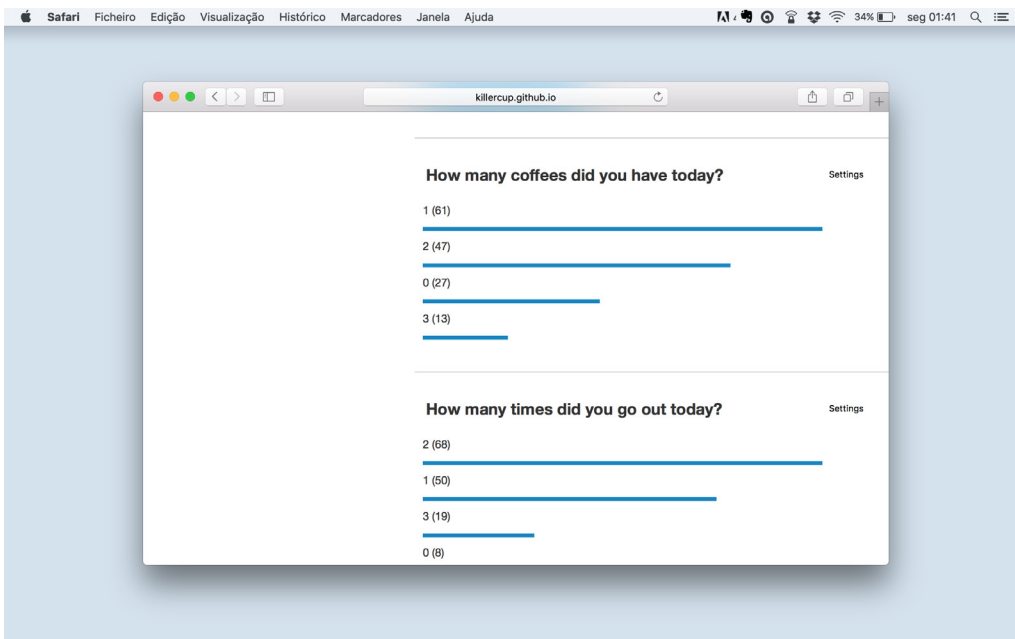 Safari Ficheiro Edição Visualização Histórico Marcadores Janela Ajuda 34% seg 01:41
killercup.github.io
How many coffees did you have today? Settings
1 (61)
2 (47)
0 (27)
3 (13)
How many times did you go out today? Settings
2 (68)
1 (50)
3 (19)
0 (8)